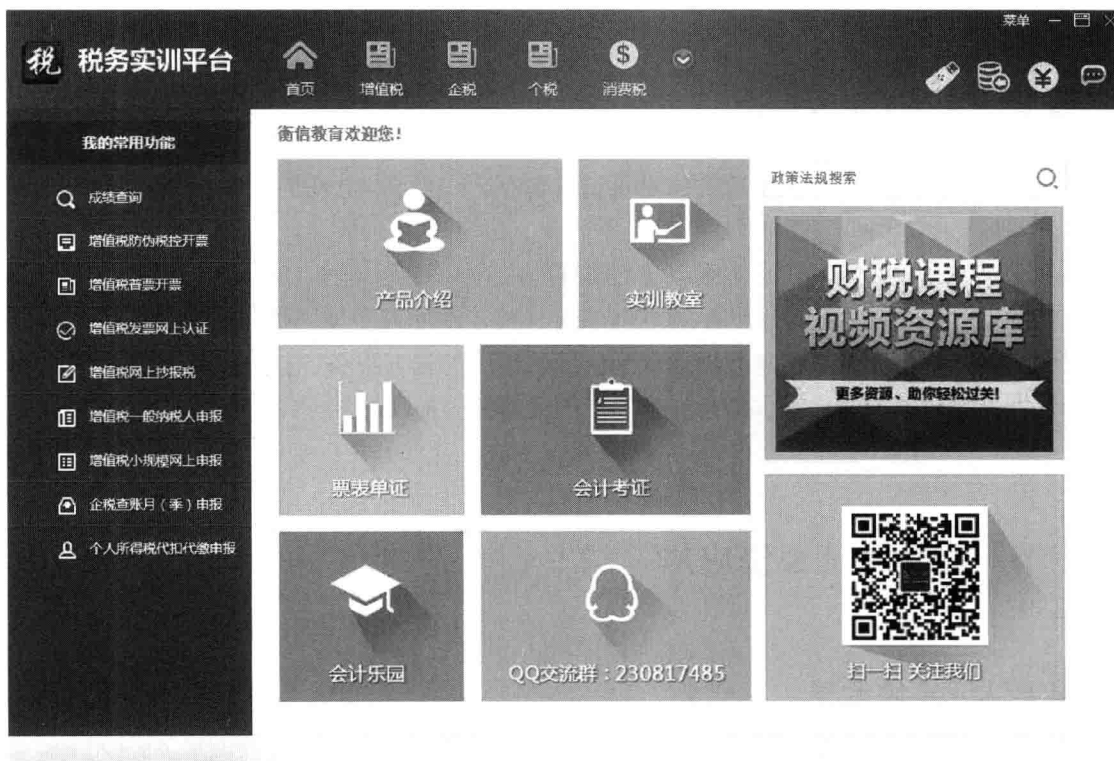 菜单
税 税务实训平台
首页 增值税 企税 个税 消费税
我的常用功能
成绩查询
增值税防伪税控开票
增值税普票开票
增值税发票网上认证
增值税网上抄报税
增值税一般纳税人申报
增值税小规模网上申报
企税查账月(季)申报
个人所得税代扣代缴申报
衡信教育欢迎您!
产品介绍
实训教室
政策法规搜索
财税课程
视频资源库
更多资源、助你轻松过关!
票表单证
会计考证
会计乐园
QQ交流群:230817485
扫一扫 关注我们